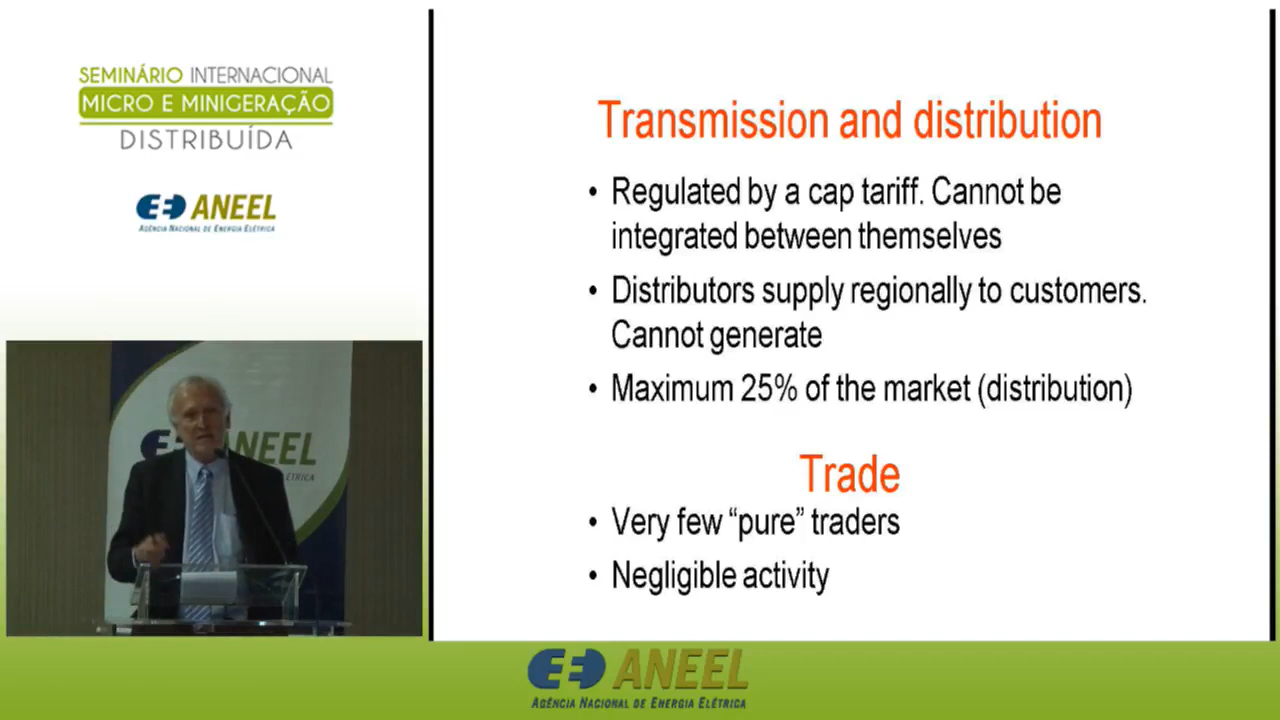 SEMINÁRIO INTERNACIONAL
MICRO E MINIGERAÇÃO
DISTRIBUÍDA
ANEEL
AGÊNCIA NACIONAL DE ENERGIA ELÉTRICA
Transmission and distribution
• Regulated by a cap tariff. Cannot be
integrated between themselves
• Distributors supply regionally to customers.
Cannot generate
• Maximum 25% of the market (distribution)
Trade
• Very few “pure” traders
• Negligible activity
ANEEL
ÉTRICA
ANEEL
AGÊNCIA NACIONAL DE ENERGIA ELÉTRICA